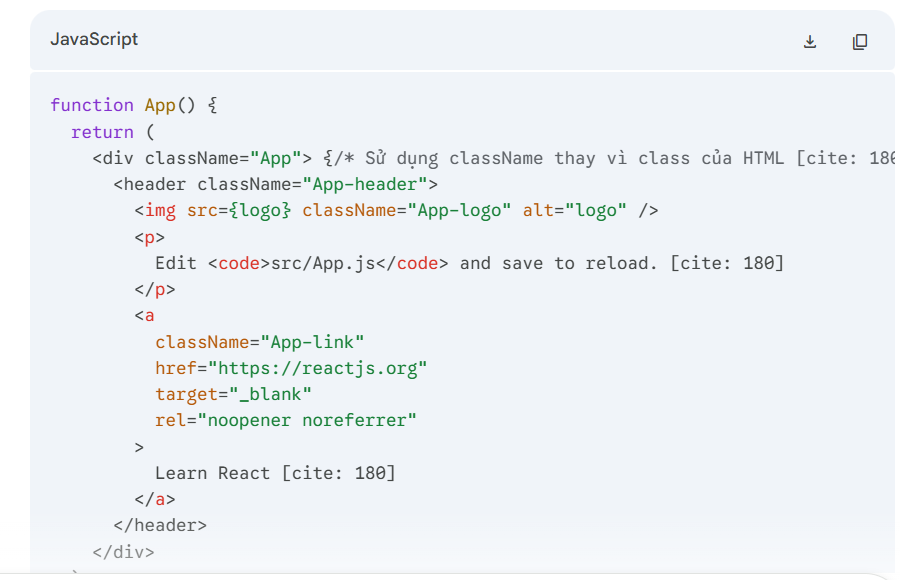 JavaScript
function App() {
return (
<div className="App"> {/* Sử dụng className thay vì class của HTML [cite: 180
<header className="App-header">
<img src={logo} className="App-logo" alt="logo" />
<p>
Edit <code>src/App.js</code> and save to reload. [cite: 180]
</p>
<a
className="App-link"
href="https://reactjs.org"
target="_blank"
rel="noopener noreferrer"
>
Learn React [cite: 180]
</a>
</header>
</div>